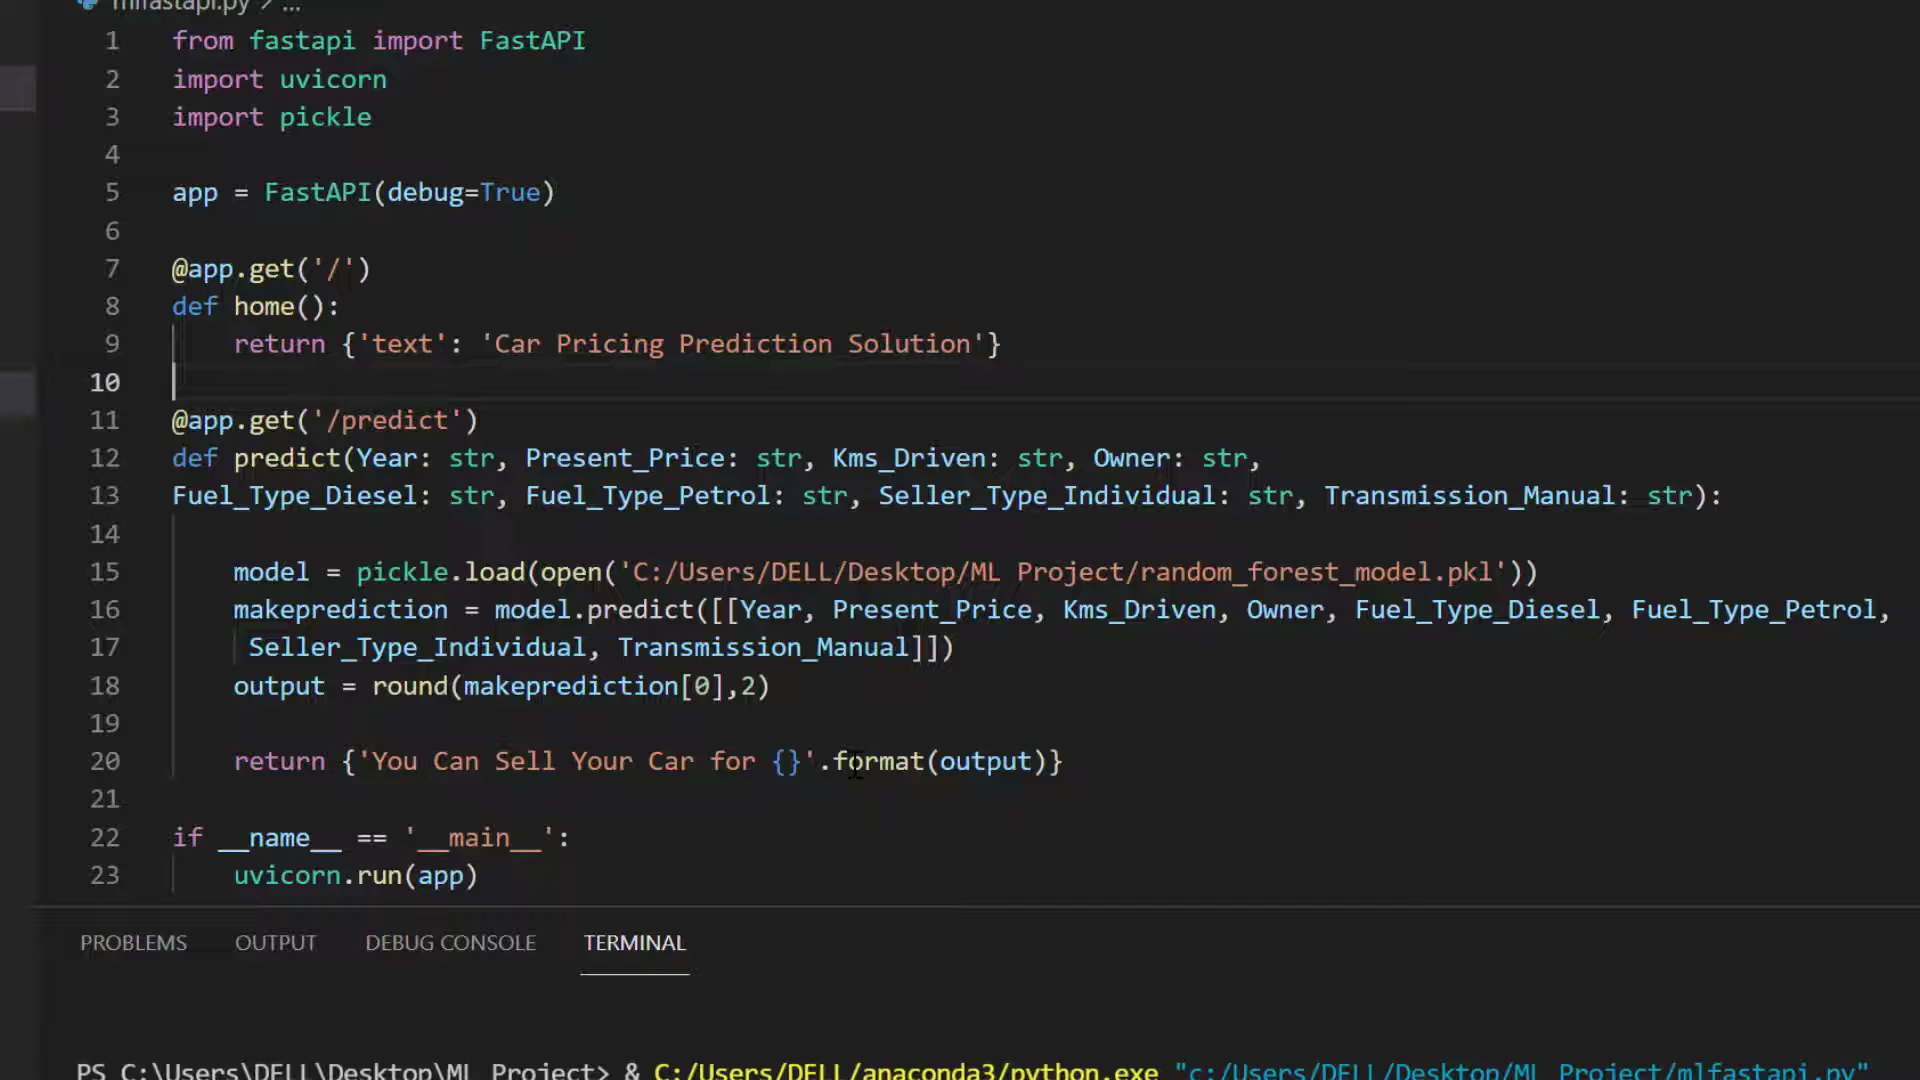 mlfastapi.py > ...
1 from fastapi import FastAPI
2 import uvicorn
3 import pickle
4
5 app = FastAPI(debug=True)
6
7 @app.get('/')
8 def home():
9     return {'text': 'Car Pricing Prediction Solution'}
10
11 @app.get('/predict')
12 def predict(Year: str, Present_Price: str, Kms_Driven: str, Owner: str,
13 Fuel_Type_Diesel: str, Fuel_Type_Petrol: str, Seller_Type_Individual: str, Transmission_Manual: str):
14
15     model = pickle.load(open('C:/Users/DELL/Desktop/ML Project/random_forest_model.pkl'))
16     makeprediction = model.predict([[Year, Present_Price, Kms_Driven, Owner, Fuel_Type_Diesel, Fuel_Type_Petrol,
17      Seller_Type_Individual, Transmission_Manual]])
18     output = round(makeprediction[0],2)
19
20     return {'You Can Sell Your Car for {}'.format(output)}
21
22 if __name__ == '__main__':
23     uvicorn.run(app)
PROBLEMS OUTPUT DEBUG CONSOLE TERMINAL
PS C:\Users\DELL\Desktop\ML Project> & C:/Users/DELL/anaconda3/python.exe "c:/Users/DELL/Desktop/ML Project/mlfastapi.py"